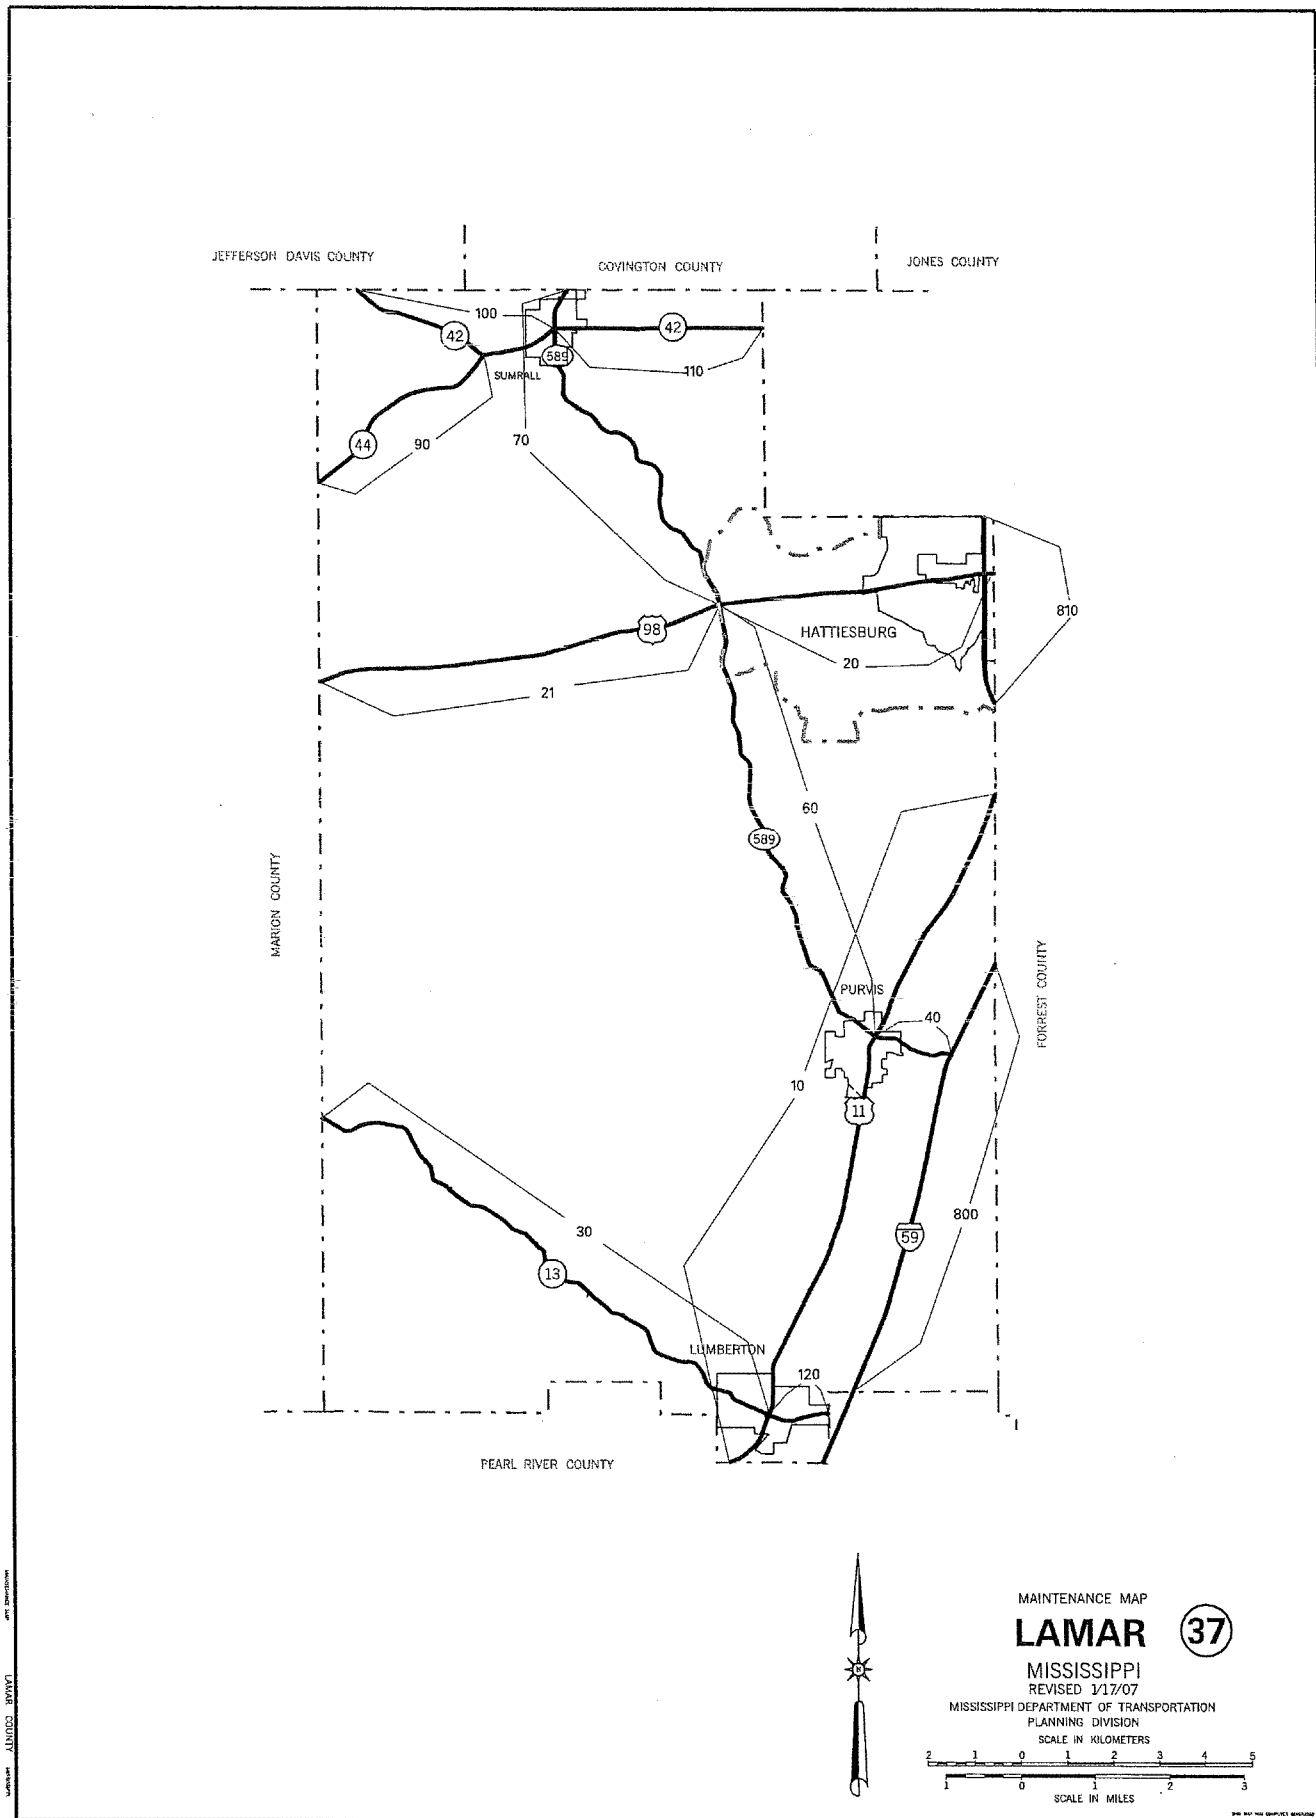 JEFFERSON DAVIS COUNTY
COVINGTON COUNTY
JONES COUNTY
100
42
42
589
SUMRALL
110
44
90
70
810
98
HATTIESBURG
20
21
60
589
MARION COUNTY
FORREST COUNTY
PURVIS
40
10
11
800
59
30
13
LUMBERTON
120
PEARL RIVER COUNTY
MAINTENANCE MAP
LAMAR 37
MISSISSIPPI
REVISED 1/17/07
MISSISSIPPI DEPARTMENT OF TRANSPORTATION
PLANNING DIVISION
SCALE IN KILOMETERS
2 1 0 1 2 3 4 5
1 0 1 2 3
SCALE IN MILES
MAINTENANCE MAP
LAMAR COUNTY